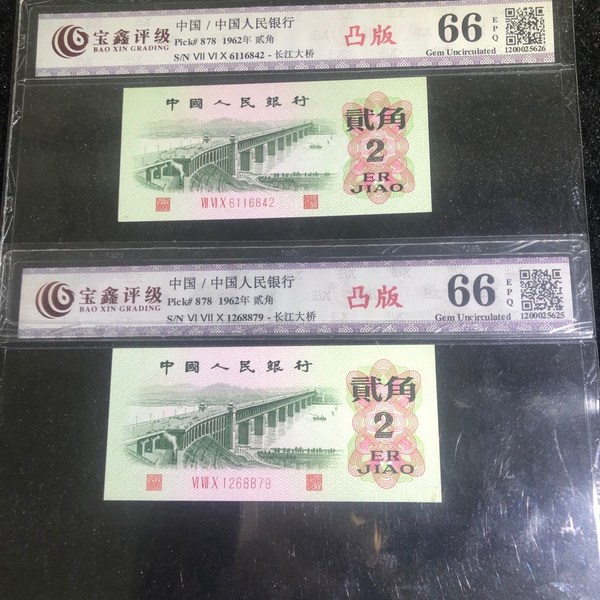 宝鑫评级
BAO XIN GRADING
中国 / 中国人民银行
Pick# 878 1962年 贰角
S/N VII VI X 6116842 - 长江大桥
凸版
66
EPQ
Gem Uncirculated
1200025626
中國人民銀行
貳角
2
ER
JIAO
VII VI X 6116842
宝鑫评级
BAO XIN GRADING
中国 / 中国人民银行
Pick# 878 1962年 贰角
S/N VI VII X 1268879 - 长江大桥
凸版
66
EPQ
Gem Uncirculated
1200025625
中國人民銀行
貳角
2
ER
JIAO
VI VII X 1268879